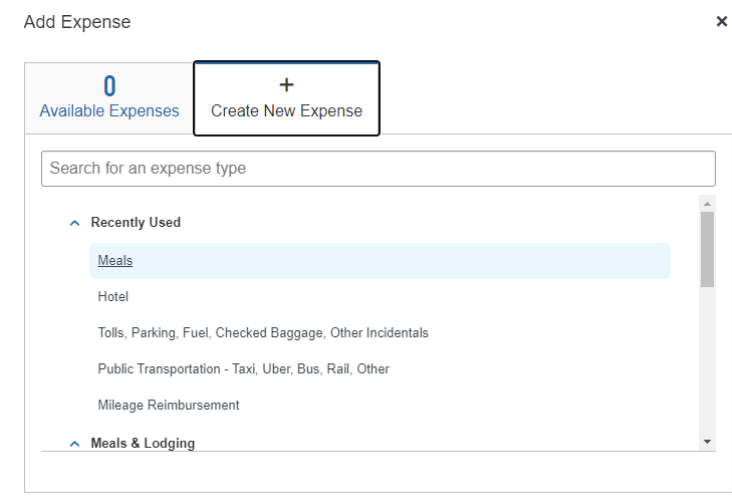 Add Expense
0
Available Expenses
+
Create New Expense
Search for an expense type
Recently Used
Meals
Hotel
Tolls, Parking, Fuel, Checked Baggage, Other Incidentals
Public Transportation - Taxi, Uber, Bus, Rail, Other
Mileage Reimbursement
Meals & Lodging